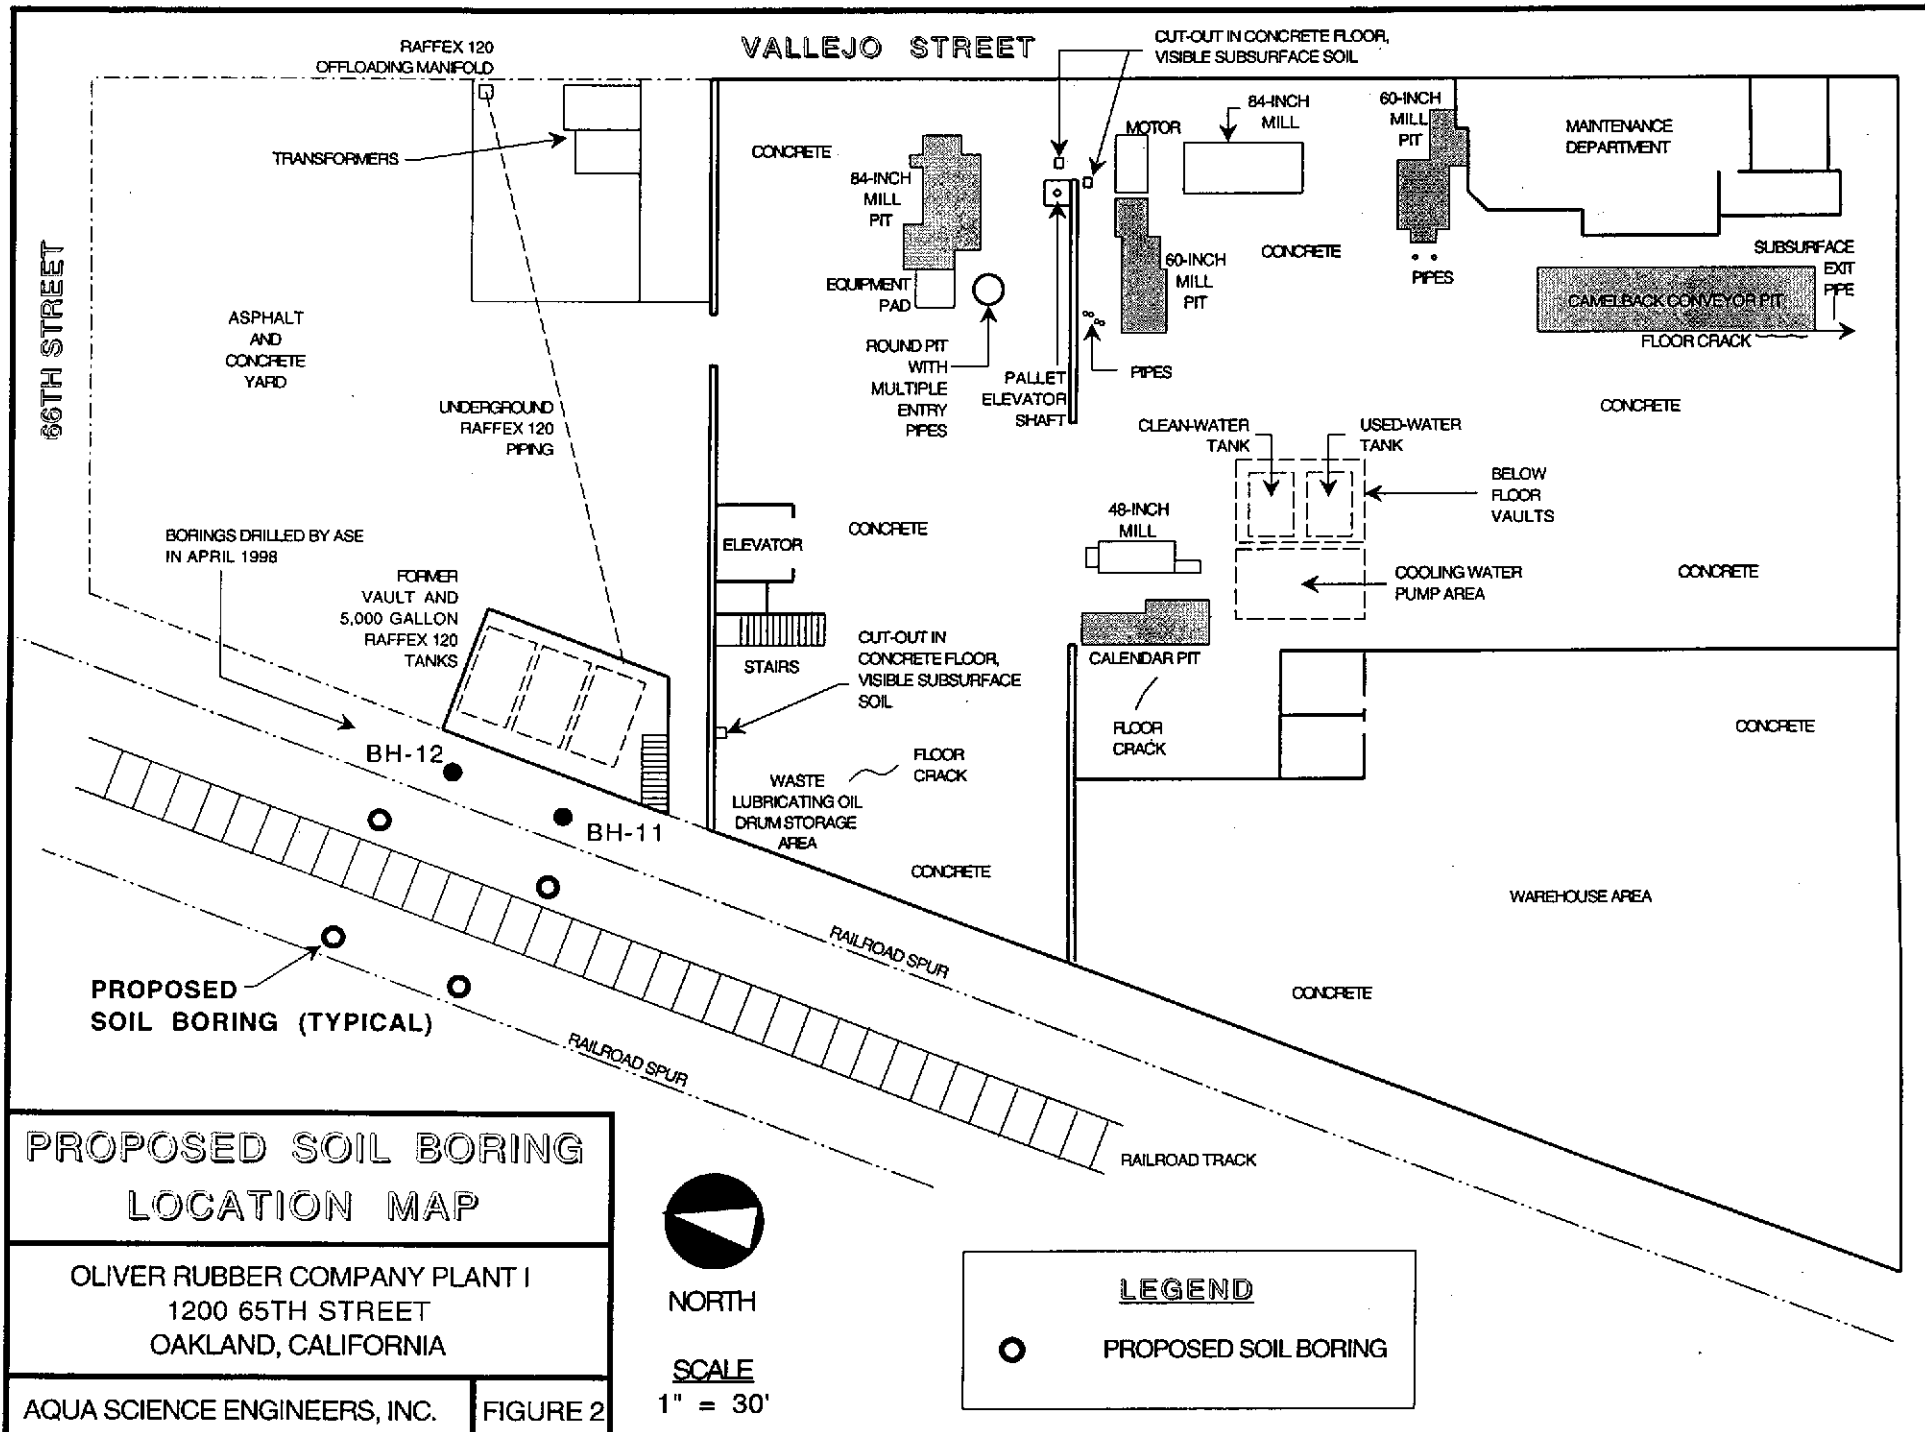 VALLEJO STREET
RAFFEX 120
OFFLOADING MANIFOLD
CUT-OUT IN CONCRETE FLOOR,
VISIBLE SUBSURFACE SOIL
TRANSFORMERS
CONCRETE
84-INCH
MILL
PIT
MOTOR
84-INCH
MILL
60-INCH
MILL
PIT
MAINTENANCE
DEPARTMENT
66TH STREET
ASPHALT
AND
CONCRETE
YARD
EQUIPMENT
PAD
60-INCH
MILL
PIT
CONCRETE
PIPES
SUBSURFACE
EXIT
PIPE
CAMELBACK CONVEYOR PIT
FLOOR CRACK
ROUND PIT
WITH
MULTIPLE
ENTRY
PIPES
PALLET
ELEVATOR
SHAFT
PIPES
UNDERGROUND
RAFFEX 120
PIPING
CONCRETE
CLEAN-WATER
TANK
USED-WATER
TANK
BELOW
FLOOR
VAULTS
BORINGS DRILLED BY ASE
IN APRIL 1998
ELEVATOR
CONCRETE
48-INCH
MILL
COOLING WATER
PUMP AREA
CONCRETE
FORMER
VAULT AND
5,000 GALLON
RAFFEX 120
TANKS
STAIRS
CUT-OUT IN
CONCRETE FLOOR,
VISIBLE SUBSURFACE
SOIL
CALENDAR PIT
FLOOR
CRACK
CONCRETE
BH-12
BH-11
FLOOR
CRACK
WASTE
LUBRICATING OIL
DRUM STORAGE
AREA
CONCRETE
WAREHOUSE AREA
RAILROAD SPUR
CONCRETE
PROPOSED
SOIL BORING (TYPICAL)
RAILROAD SPUR
RAILROAD TRACK
PROPOSED SOIL BORING
LOCATION MAP
OLIVER RUBBER COMPANY PLANT I
1200 65TH STREET
OAKLAND, CALIFORNIA
AQUA SCIENCE ENGINEERS, INC.
FIGURE 2
NORTH
SCALE
1" = 30'
LEGEND
PROPOSED SOIL BORING